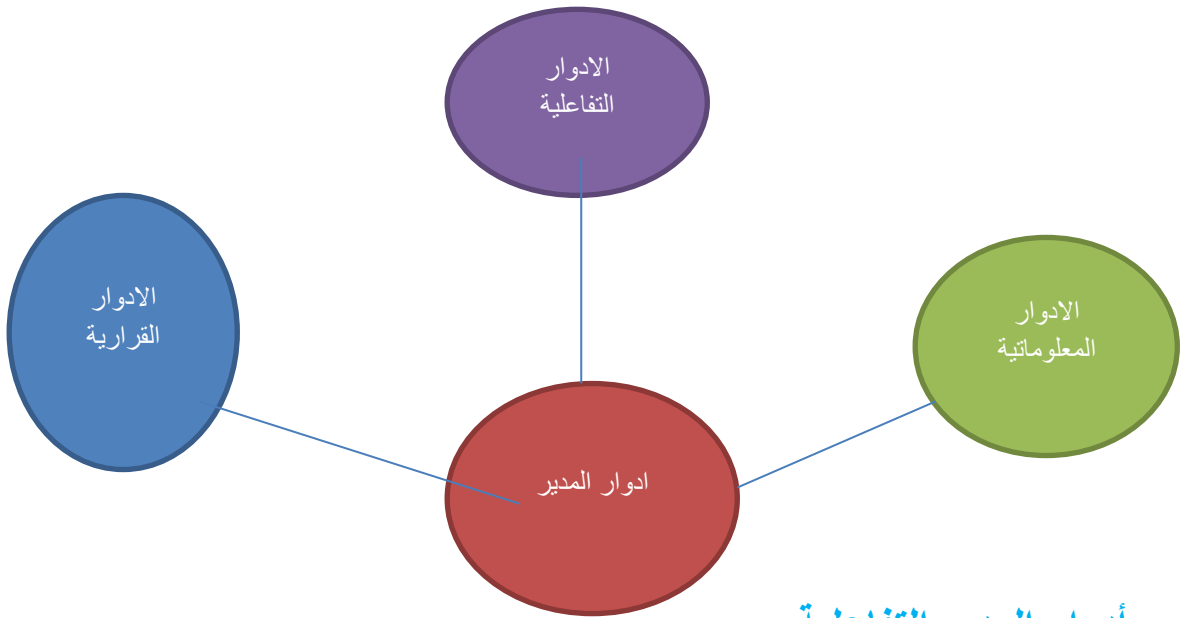 الادوار
التفاعلية
الادوار
المعلوماتية
الادوار
القرارية
ادوار المدير